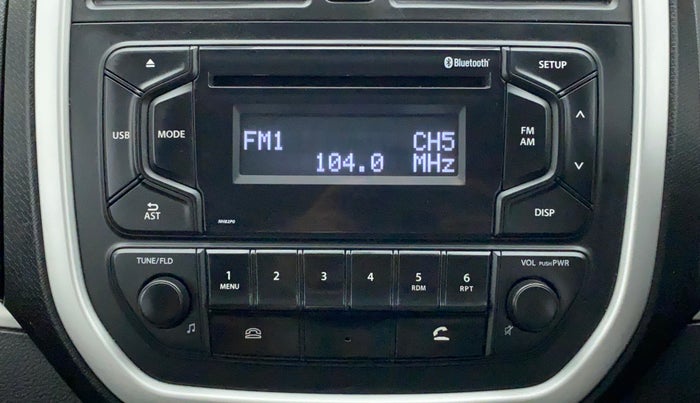 Bluetooth
SETUP
USB
MODE
FM1 CH5
104.0 MHz
FM
AM
AST
DISP
TUNE/FLD
1
MENU
2
3
4
5
RDM
6
RPT
VOL PUSH PWR